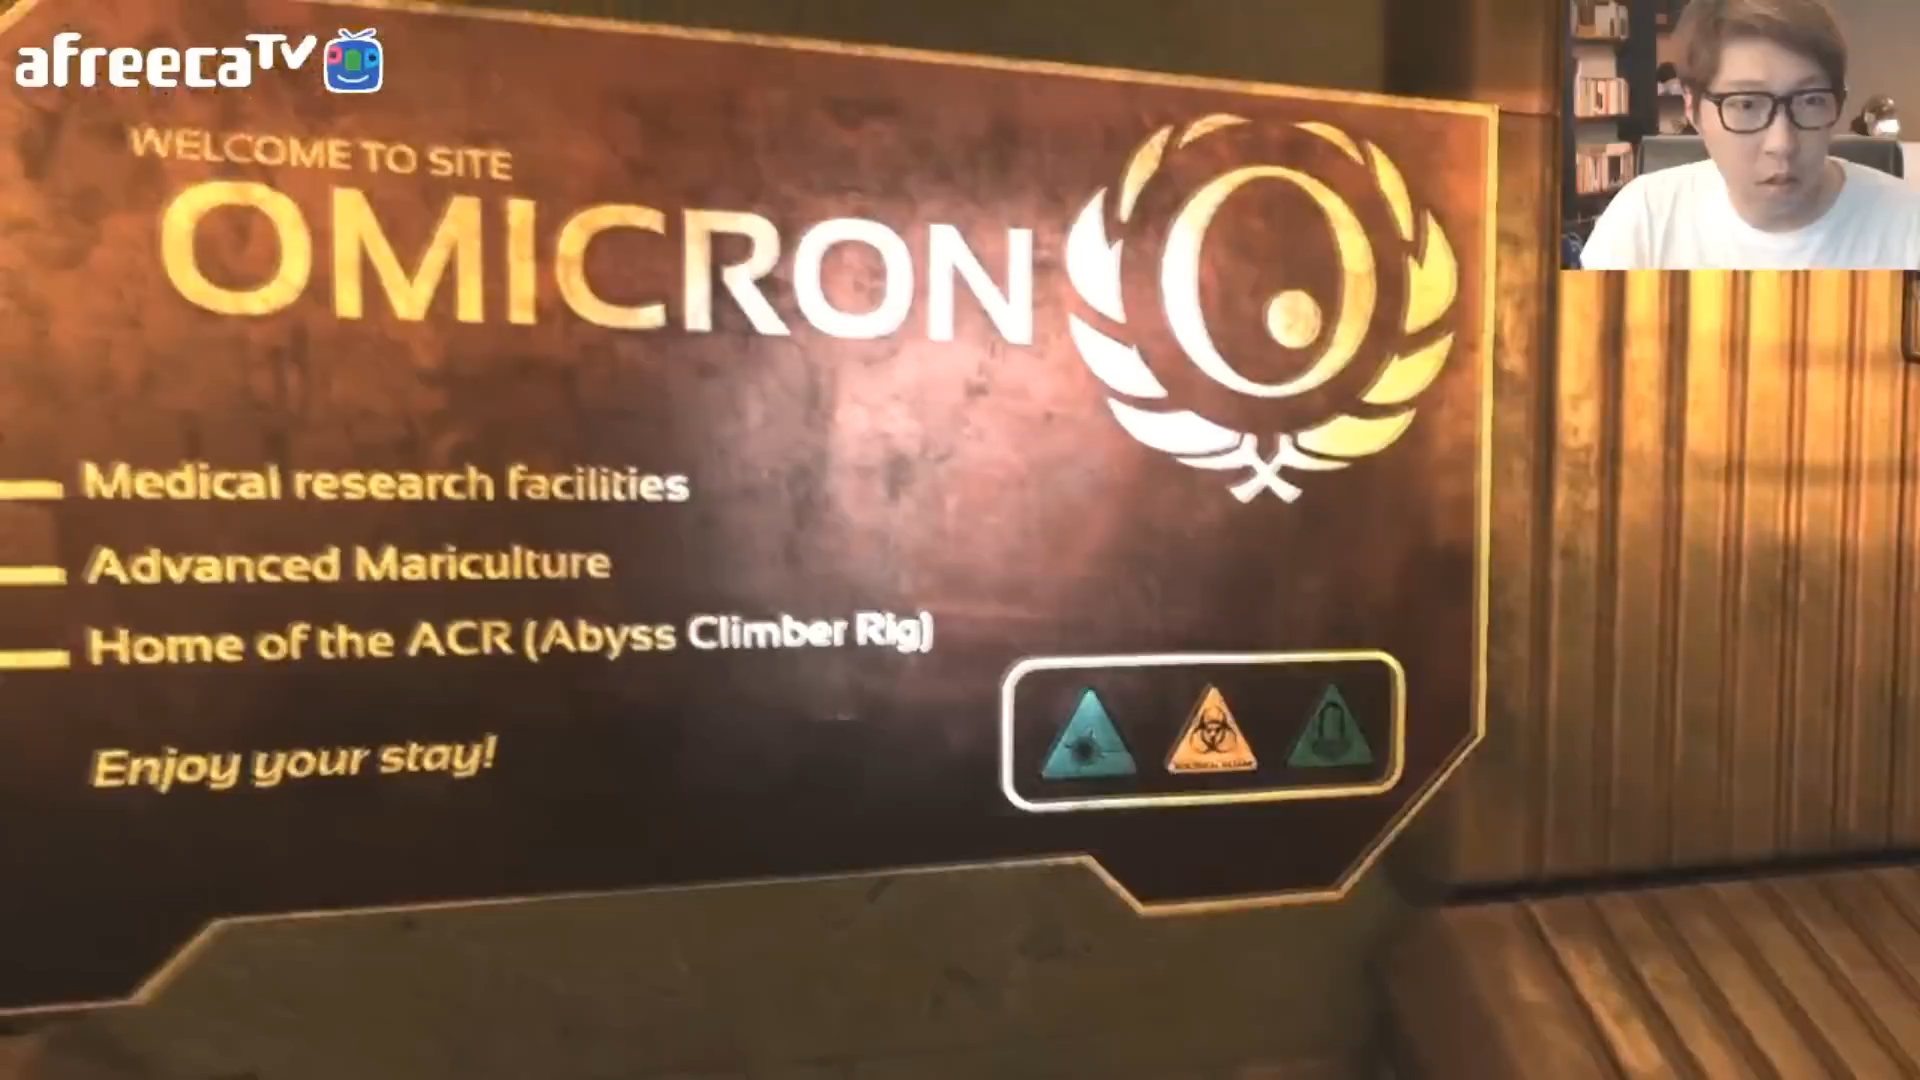 afreecaTV
WELCOME TO SITE
OMICRON
Medical research facilities
Advanced Mariculture
Home of the ACR (Abyss Climber Rig)
Enjoy your stay!